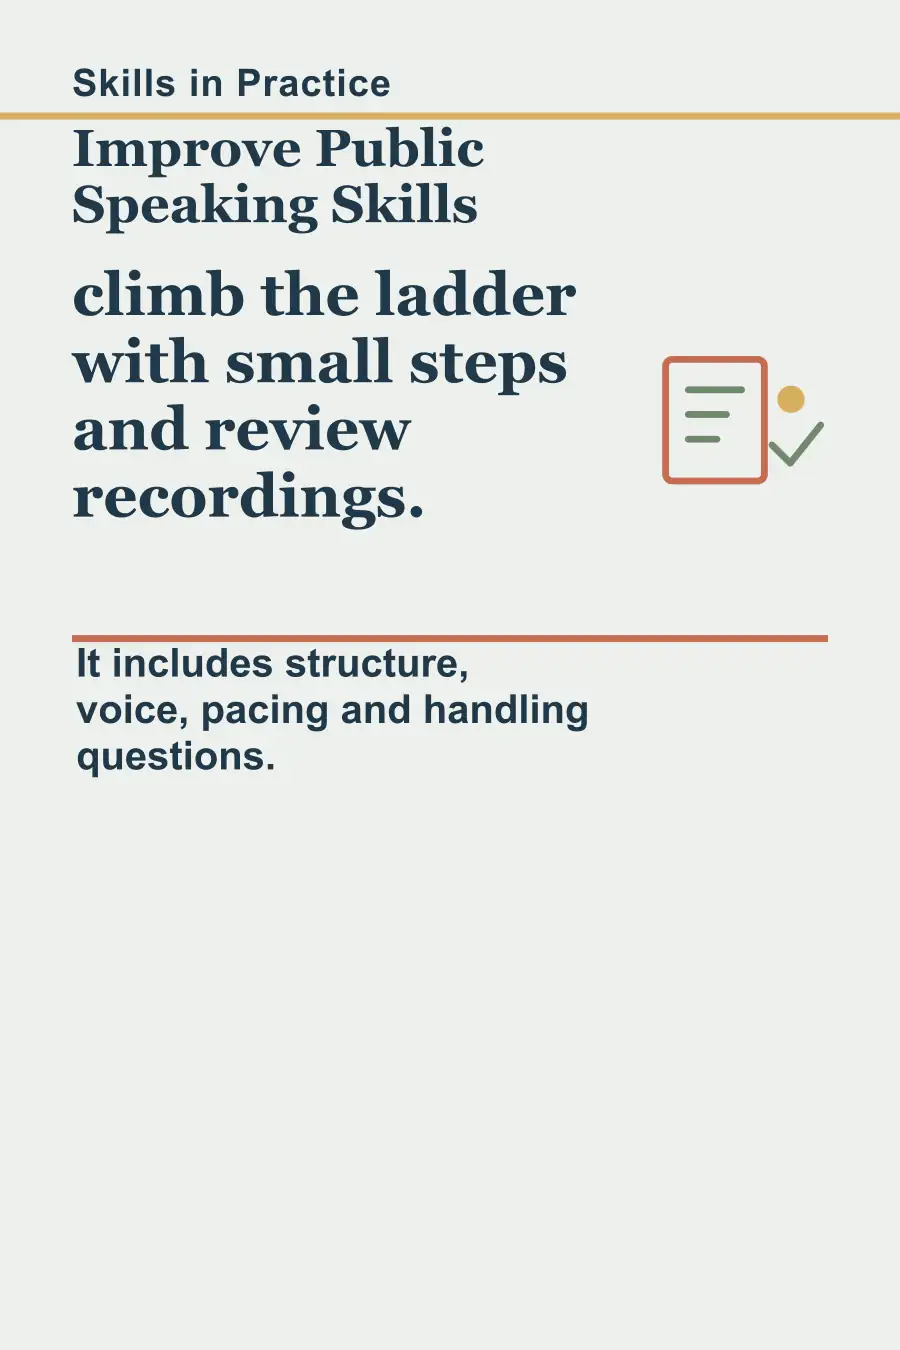 Skills in Practice
Improve Public
Speaking Skills
climb the ladder
with small steps
and review
recordings.
It includes structure,
voice, pacing and handling
questions.